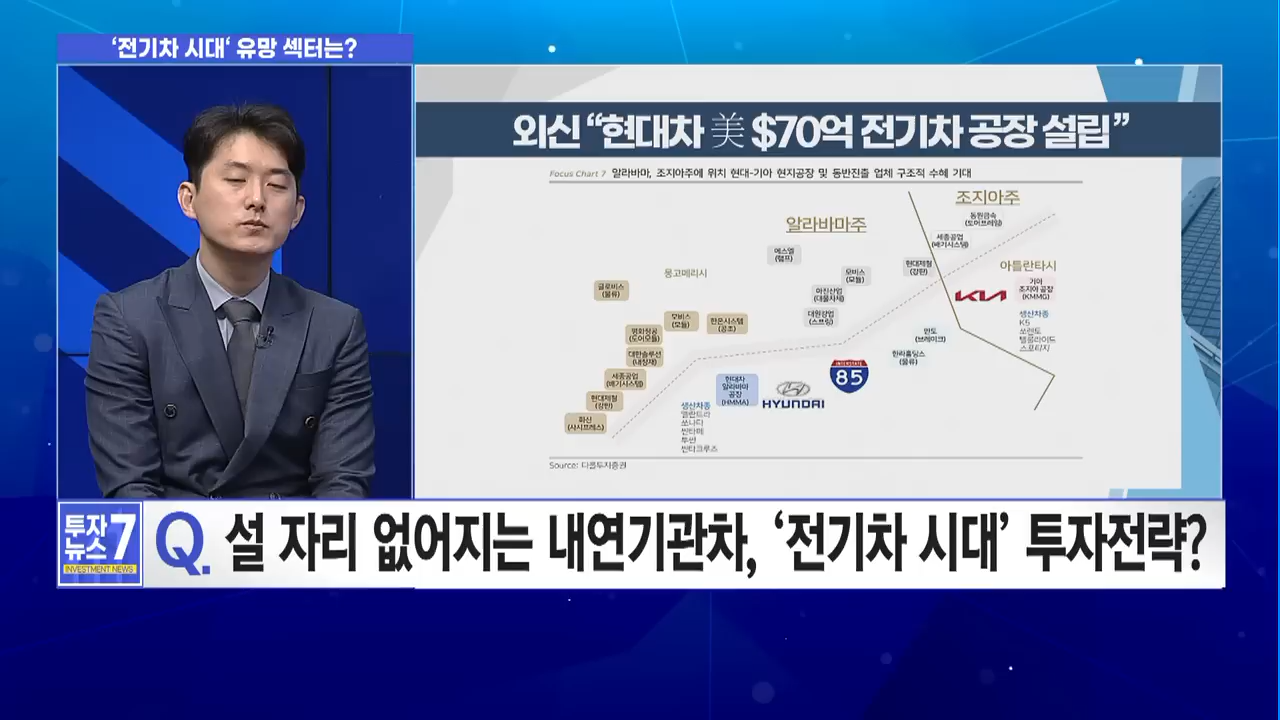 ‘전기차 시대‘ 유망 섹터는?
외신 “현대차 美 $70억 전기차 공장 설립”
Focus Chart 7 알라바마, 조지아주에 위치 현대-기아 현지공장 및 동반진출 업체 구조적 수혜 기대
조지아주
동원금속
(도어프레임)
알라바마주
세종공업
(배기시스템)
에스엘
(램프)
몽고메리시
모비스
(모듈)
현대제철
(강판)
아틀란타시
글로비스
(물류)
KIA
기아
조지아 공장
(KMMG)
대원강업
(스프링)
모비스
(모듈)
한온시스템
(공조)
생산차종
K5
쏘렌토
텔룰라이드
스포티지
평화정공
(도어모듈)
만도
(브레이크)
대한솔루션
(내장재)
한라홀딩스
(물류)
세종공업
(배기시스템)
INTERSTATE
85
현대차
알라바마
공장
(HMMA)
HYUNDAI
현대제철
(강판)
화신
(샤시프레스)
생산차종
엘란트라
쏘나타
싼타페
투싼
싼타크루즈
Source: 다올투자증권
투자
뉴스 7
INVESTMENT NEWS
Q. 설 자리 없어지는 내연기관차, ‘전기차 시대’ 투자전략?